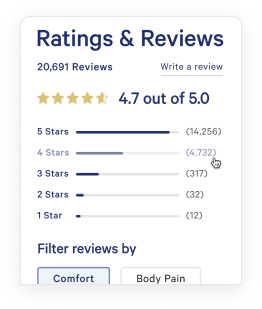 Ratings & Reviews
20,691 Reviews Write a review
4.7 out of 5.0
5 Stars (14,256)
4 Stars (4,732)
3 Stars (317)
2 Stars (32)
1 Star (12)
Filter reviews by
Comfort Body Pain